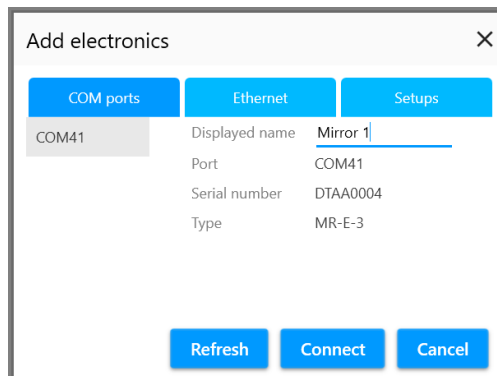 Add electronics
COM ports Ethernet Setups
COM41
Displayed name Mirror 1
Port COM41
Serial number DTAA0004
Type MR-E-3
Refresh Connect Cancel